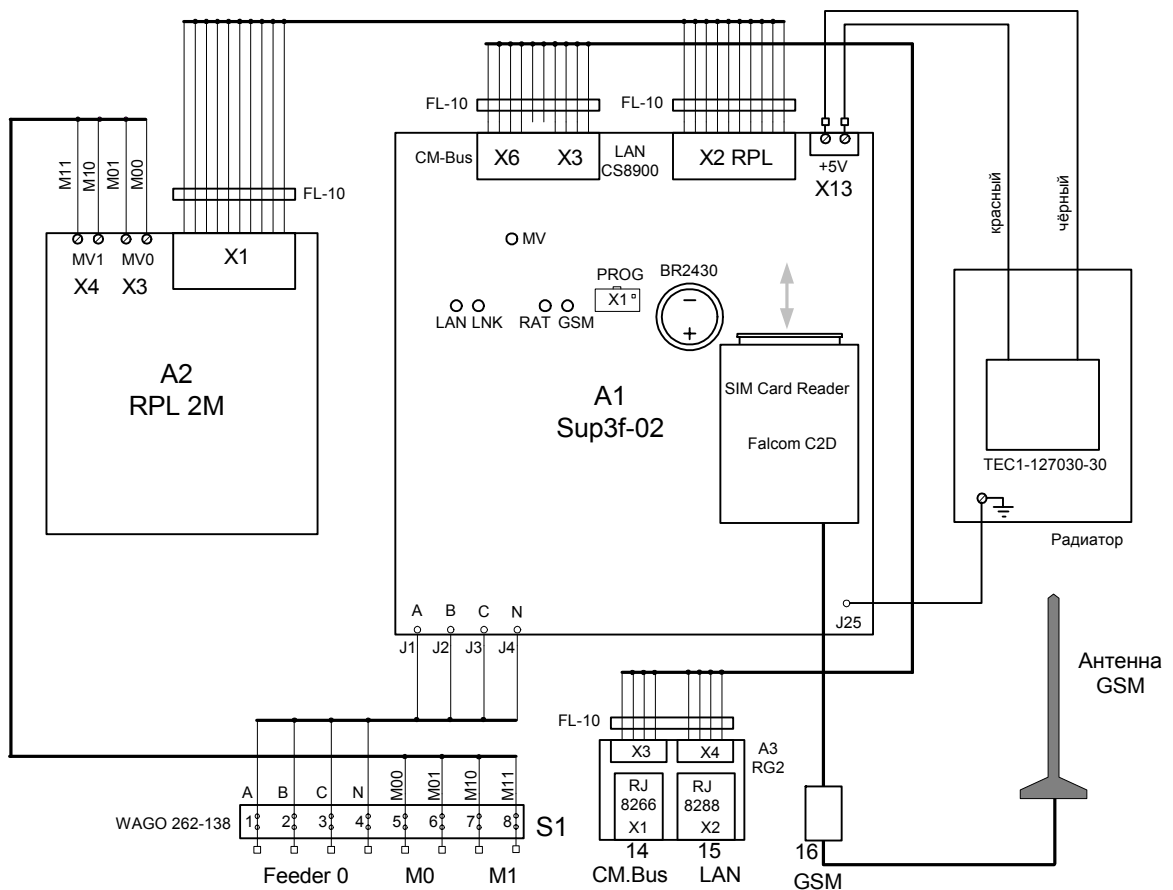 FL-10
FL-10
CM-Bus
X6
X3
LAN
CS8900
X2 RPL
+5V
X13
красный
чёрный
M11
M10
M01
M00
FL-10
MV1
MV0
X4
X3
X1
MV
PROG
X1
BR2430
LAN
LNK
RAT
GSM
A2
RPL 2M
A1
Sup3f-02
SIM Card Reader
Falcom C2D
TEC1-127030-30
Радиатор
A
B
C
N
J1
J2
J3
J4
J25
Антенна
GSM
FL-10
X3
X4
A3
RG2
RJ
8266
X1
RJ
8288
X2
A
B
C
N
M00
M01
M10
M11
WAGO 262-138
1
2
3
4
5
6
7
8
S1
14
15
16
Feeder 0
M0
M1
CM.Bus
LAN
GSM